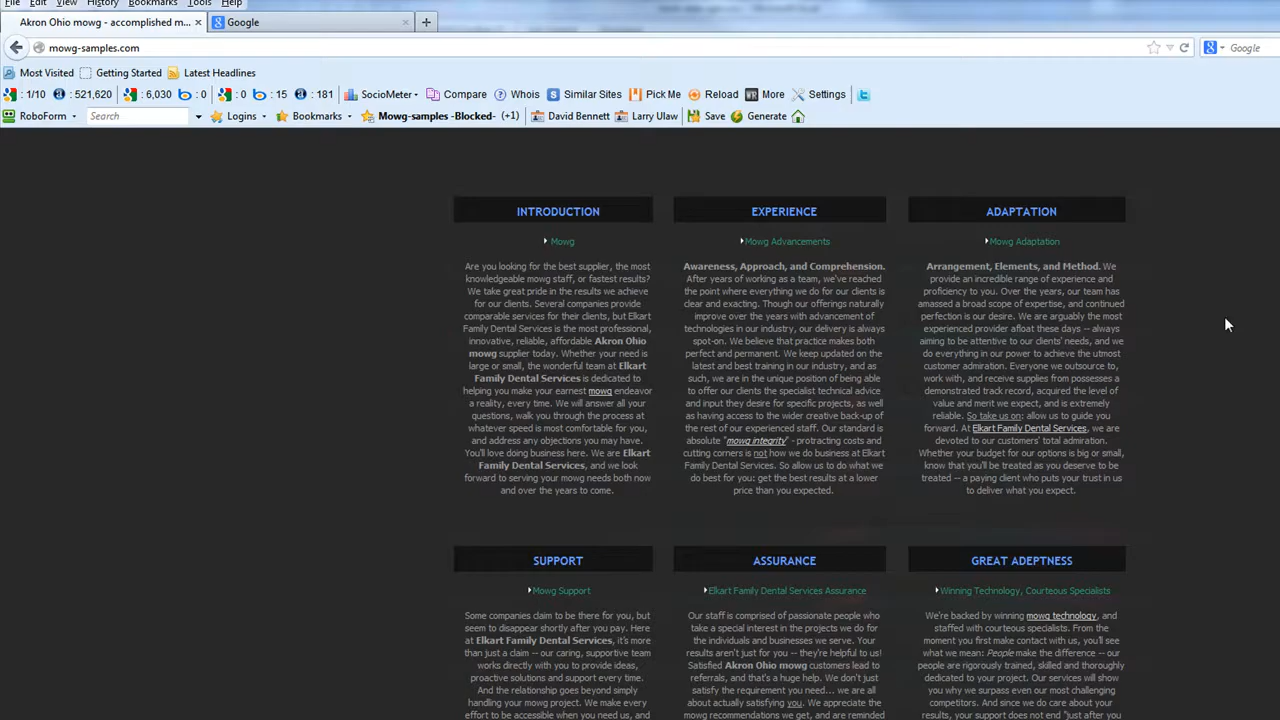 File Edit View History Bookmarks Tools Help
Akron Ohio mowg - accomplished m... × Google × +
mowg-samples.com Google
Most Visited Getting Started Latest Headlines
: 1/10 : 521,620 : 6,030 : 0 : 0 : 15 : 181 SocioMeter Compare Whois Similar Sites Pick Me Reload More Settings
RoboForm Search Logins Bookmarks Mowg-samples -Blocked- (+1) David Bennett Larry Ulaw Save Generate
INTRODUCTION
Mowg
Are you looking for the best supplier, the most
knowledgeable mowg staff, or fastest results?
We take great pride in the results we achieve
for our clients. Several companies provide
comparable services for their clients, but Elkart
Family Dental Services is the most professional,
innovative, reliable, affordable Akron Ohio
mowg supplier today. Whether your need is
large or small, the wonderful team at Elkart
Family Dental Services is dedicated to
helping you make your earnest mowg endeavor
a reality, every time. We will answer all your
questions, walk you through the process at
whatever speed is most comfortable for you,
and address any objections you may have.
You'll love doing business here. We are Elkart
Family Dental Services, and we look
forward to serving your mowg needs both now
and over the years to come.
EXPERIENCE
Mowg Advancements
Awareness, Approach, and Comprehension.
After years of working as a team, we've reached
the point where everything we do for our clients is
clear and exacting. Though our offerings naturally
improve over the years with advancement of
technologies in our industry, our delivery is always
spot-on. We believe that practice makes both
perfect and permanent. We keep updated on the
latest and best training in our industry, and as
such, we are in the unique position of being able
to offer our clients the specialist technical advice
and input they desire for specific projects, as well
as having access to the wider creative back-up of
the rest of our experienced staff. Our standard is
absolute "mowg integrity" - protracting costs and
cutting corners is not how we do business at Elkart
Family Dental Services. So allow us to do what we
do best for you: get the best results at a lower
price than you expected.
ADAPTATION
Mowg Adaptation
Arrangement, Elements, and Method. We
provide an incredible range of experience and
proficiency to you. Over the years, our team has
amassed a broad scope of expertise, and continued
perfection is our desire. We are arguably the most
experienced provider afloat these days -- always
aiming to be attentive to our clients' needs, and we
do everything in our power to achieve the utmost
customer admiration. Everyone we outsource to,
work with, and receive supplies from possesses a
demonstrated track record, acquired the level of
value and merit we expect, and is extremely
reliable. So take us on: allow us to guide you
forward. At Elkart Family Dental Services, we are
devoted to our customers' total admiration.
Whether your budget for our options is big or small,
know that you'll be treated as you deserve to be
treated -- a paying client who puts your trust in us
to deliver what you expect.
SUPPORT
Mowg Support
Some companies claim to be there for you, but
seem to disappear shortly after you pay. Here
at Elkart Family Dental Services, it's more
than just a claim -- our caring, supportive team
works directly with you to provide ideas,
proactive solutions and support every time.
And the relationship goes beyond simply
handling your mowg project. We make every
effort to be accessible when you need us, and
ASSURANCE
Elkart Family Dental Services Assurance
Our staff is comprised of passionate people who
take a special interest in the projects we do for
the individuals and businesses we serve. Your
results aren't just for you -- they're helpful to us!
Satisfied Akron Ohio mowg customers lead to
referrals, and that's a huge help. We don't just
satisfy the requirement you need... we are all
about actually satisfying you. We appreciate the
mowg recommendations we get, and are reminded
GREAT ADEPTNESS
Winning Technology, Courteous Specialists
We're backed by winning mowg technology, and
staffed with courteous specialists. From the
moment you first make contact with us, you'll see
what we mean: People make the difference -- our
people are rigorously trained, skilled and thoroughly
dedicated to your project. Our services will show
you why we surpass even our most challenging
competitors. And since we do care about your
results, your support does not end "just after you